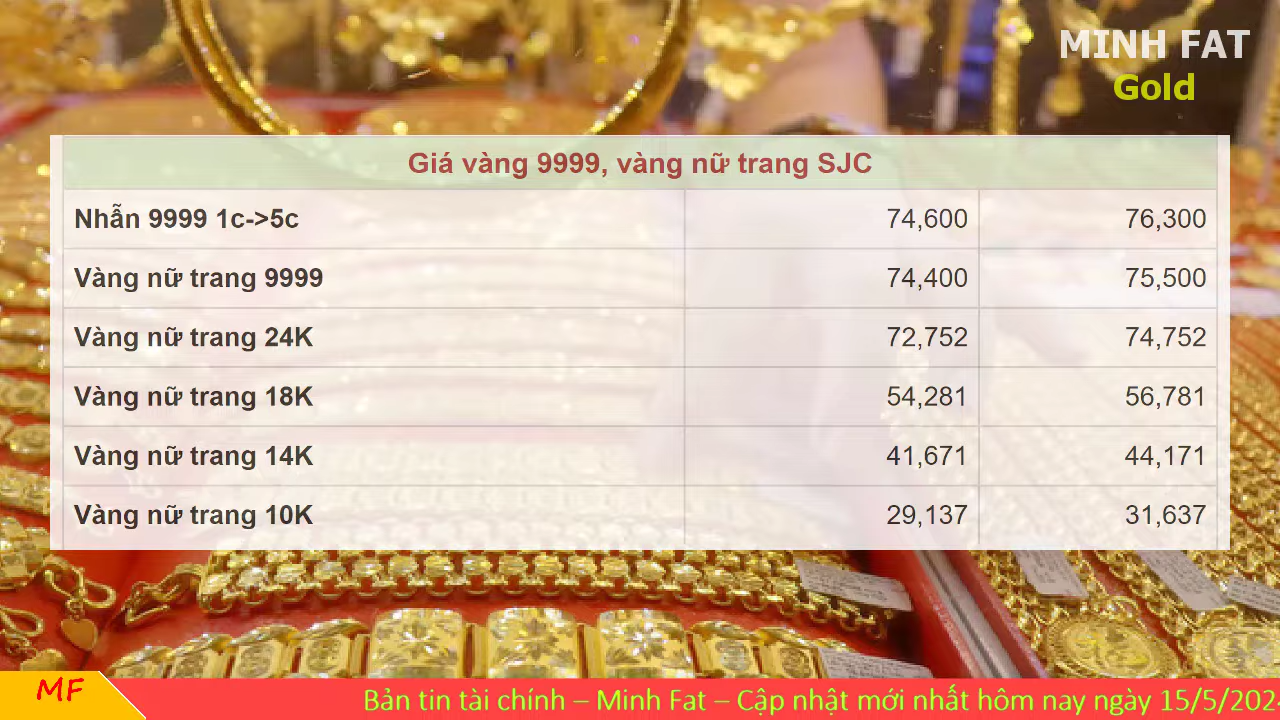 MINH FAT
Gold
Giá vàng 9999, vàng nữ trang SJC
Nhẫn 9999 1c->5c 74,600 76,300
Vàng nữ trang 9999 74,400 75,500
Vàng nữ trang 24K 72,752 74,752
Vàng nữ trang 18K 54,281 56,781
Vàng nữ trang 14K 41,671 44,171
Vàng nữ trang 10K 29,137 31,637
MF Bản tin tài chính – Minh Fat – Cập nhật mới nhất hôm nay ngày 15/5/202